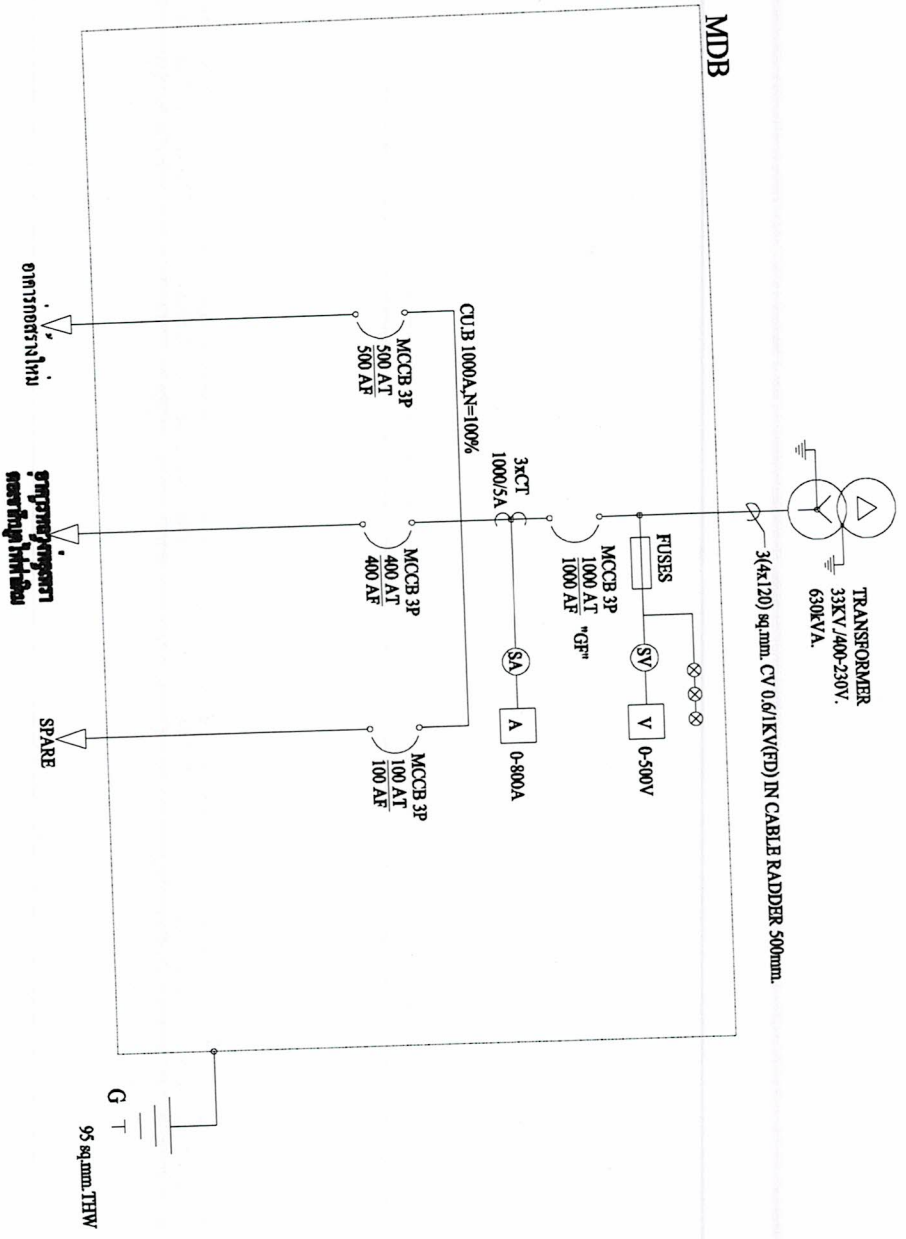 MDB
TRANSFORMER
33KV./400-230V.
630kVA.
3(4x120) sq.mm. CV 0.6/1KV(FD) IN CABLE RADDER 500mm.
FUSES
SV
V
0-500V
MCCB 3P
1000 AT
1000 AF
"GF"
3xCT
1000/5A
SA
A
0-800A
CU.B 1000A,N=100%
MCCB 3P
500 AT
500 AF
MCCB 3P
400 AT
400 AF
MCCB 3P
100 AT
100 AF
อาคารก่อสร้างใหม่
SPARE
G
95 sq.mm.THW